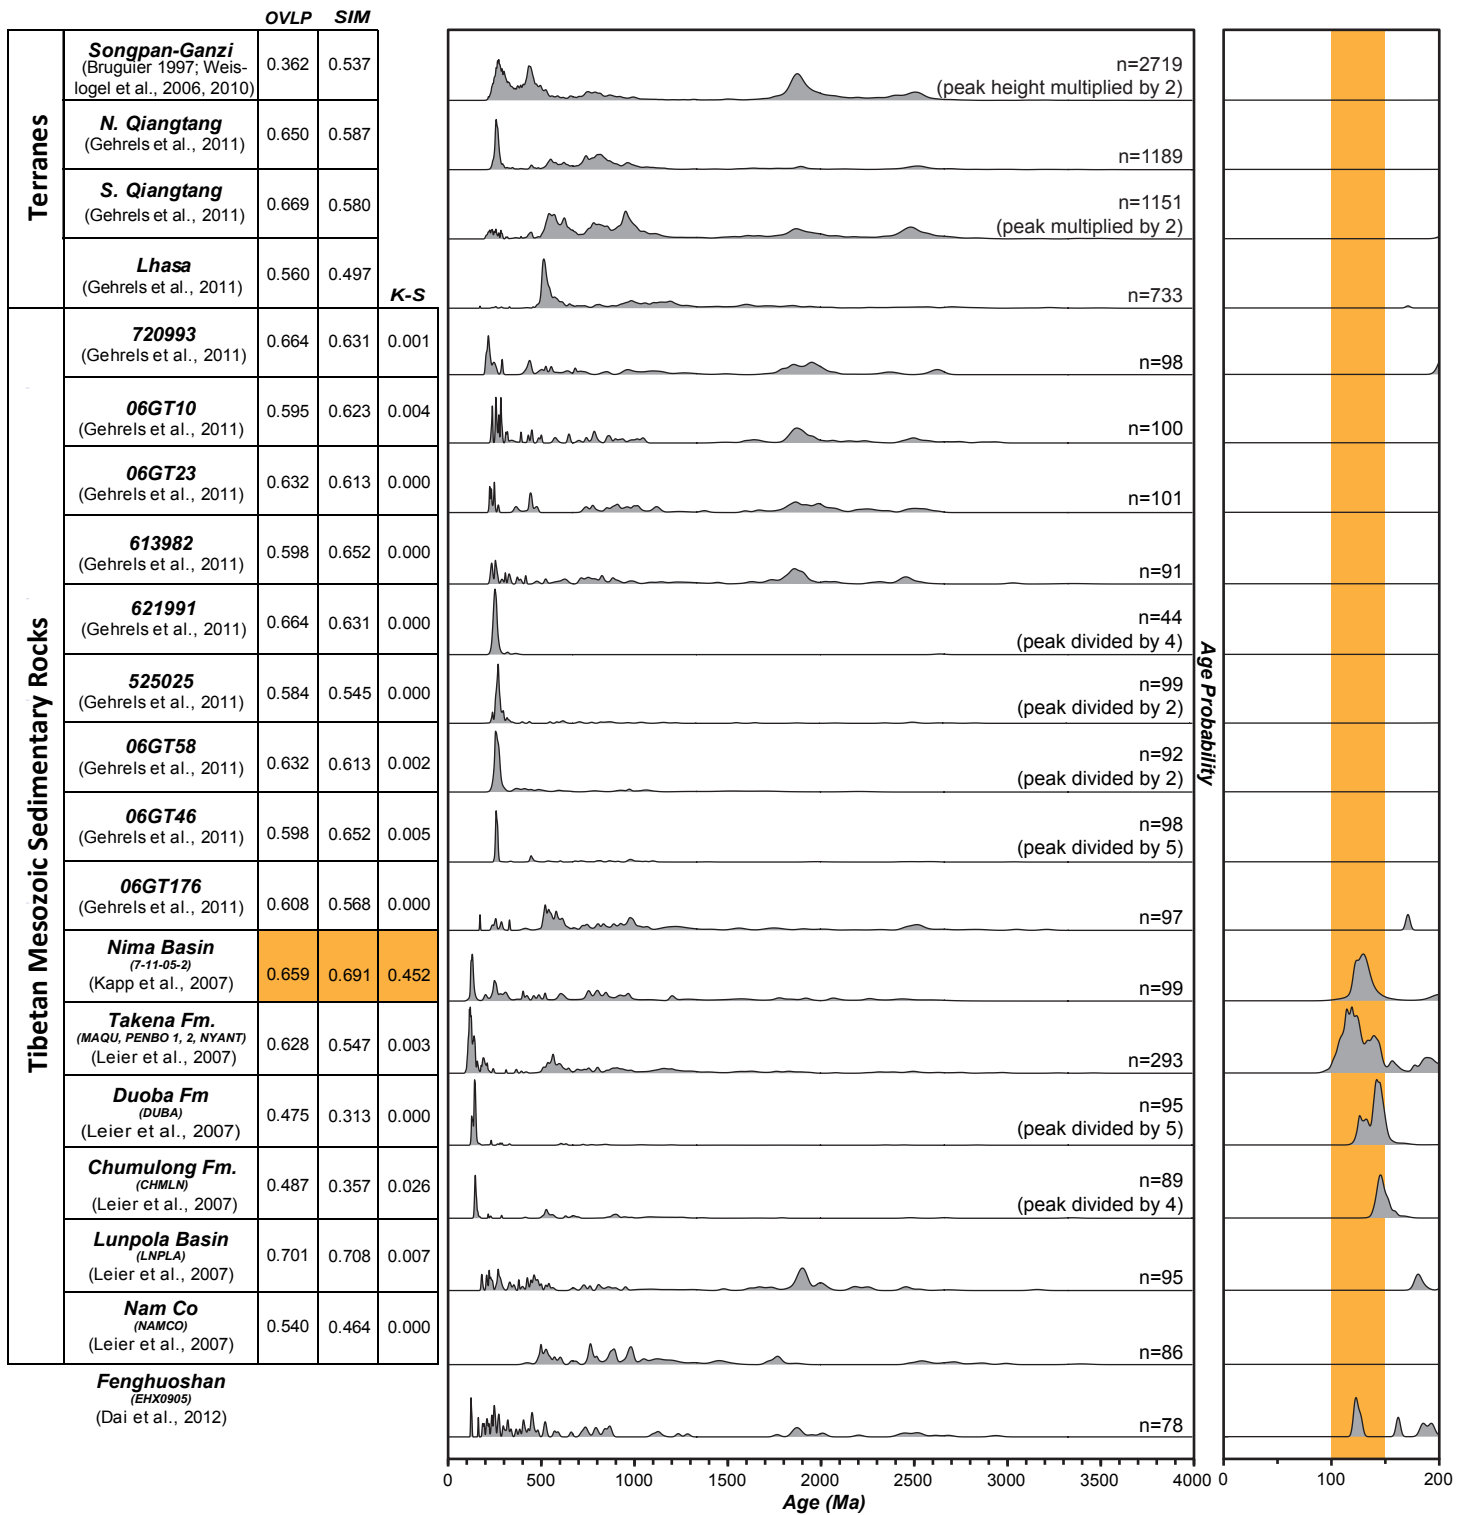 OVLP SIM
Terranes
Songpan-Ganzi
(Bruguier 1997; Weis-
logel et al., 2006, 2010)
0.362 0.537
n=2719
(peak height multiplied by 2)
N. Qiangtang
(Gehrels et al., 2011)
0.650 0.587
n=1189
S. Qiangtang
(Gehrels et al., 2011)
0.669 0.580
n=1151
(peak multiplied by 2)
Lhasa
(Gehrels et al., 2011)
0.560 0.497
n=733
K-S
Tibetan Mesozoic Sedimentary Rocks
720993
(Gehrels et al., 2011)
0.664 0.631 0.001
n=98
06GT10
(Gehrels et al., 2011)
0.595 0.623 0.004
n=100
06GT23
(Gehrels et al., 2011)
0.632 0.613 0.000
n=101
613982
(Gehrels et al., 2011)
0.598 0.652 0.000
n=91
621991
(Gehrels et al., 2011)
0.664 0.631 0.000
n=44
(peak divided by 4)
525025
(Gehrels et al., 2011)
0.584 0.545 0.000
n=99
(peak divided by 2)
06GT58
(Gehrels et al., 2011)
0.632 0.613 0.002
n=92
(peak divided by 2)
06GT46
(Gehrels et al., 2011)
0.598 0.652 0.005
n=98
(peak divided by 5)
06GT176
(Gehrels et al., 2011)
0.608 0.568 0.000
n=97
Nima Basin
(7-11-05-2)
(Kapp et al., 2007)
0.659 0.691 0.452
n=99
Takena Fm.
(MAQU, PENBO 1, 2, NYANT)
(Leier et al., 2007)
0.628 0.547 0.003
n=293
Duoba Fm
(DUBA)
(Leier et al., 2007)
0.475 0.313 0.000
n=95
(peak divided by 5)
Chumulong Fm.
(CHMLN)
(Leier et al., 2007)
0.487 0.357 0.026
n=89
(peak divided by 4)
Lunpola Basin
(LNPLA)
(Leier et al., 2007)
0.701 0.708 0.007
n=95
Nam Co
(NAMCO)
(Leier et al., 2007)
0.540 0.464 0.000
n=86
Fenghuoshan
(EHX0905)
(Dai et al., 2012)
n=78
Age Probability
0 500 1000 1500 2000 2500 3000 3500 4000
Age (Ma)
0 100 200